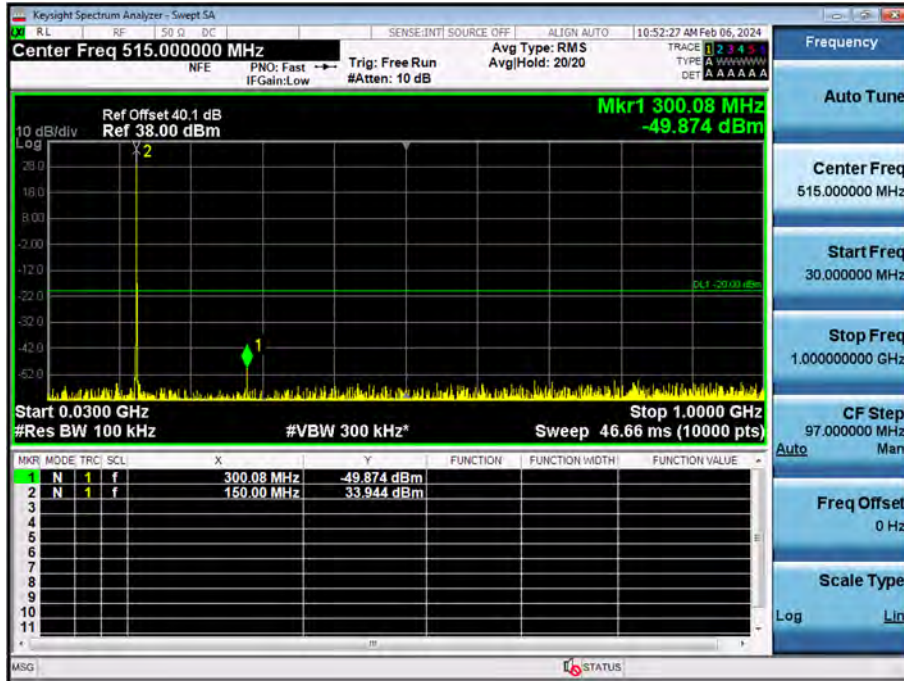 Keysight Spectrum Analyzer - Swept SA
RL RF 50 Ω DC SENSE:INT SOURCE OFF ALIGN AUTO 10:52:27 AM Feb 06, 2024
Center Freq 515.000000 MHz
NFE PNO: Fast IFGain:Low
Trig: Free Run
#Atten: 10 dB
Avg Type: RMS
Avg|Hold: 20/20
TRACE 1 2 3 4 5 6
TYPE A WWWWW
DET A A A A A A
Ref Offset 40.1 dB
Ref 38.00 dBm
10 dB/div
Log
Mkr1 300.08 MHz
-49.874 dBm
2
28.0
18.0
8.00
-2.00
-12.0
DL1 -20.00 dBm
-22.0
-32.0
-42.0
1
-52.0
Start 0.0300 GHz Stop 1.0000 GHz
#Res BW 100 kHz #VBW 300 kHz* Sweep 46.66 ms (10000 pts)
MKR MODE TRC SCL X Y FUNCTION FUNCTION WIDTH FUNCTION VALUE
1 N 1 f 300.08 MHz -49.874 dBm
2 N 1 f 150.00 MHz 33.944 dBm
3
4
5
6
7
8
9
10
11
MSG STATUS
Frequency
Auto Tune
Center Freq
515.000000 MHz
Start Freq
30.000000 MHz
Stop Freq
1.000000000 GHz
CF Step
97.000000 MHz
Auto Man
Freq Offset
0 Hz
Scale Type
Log Lin